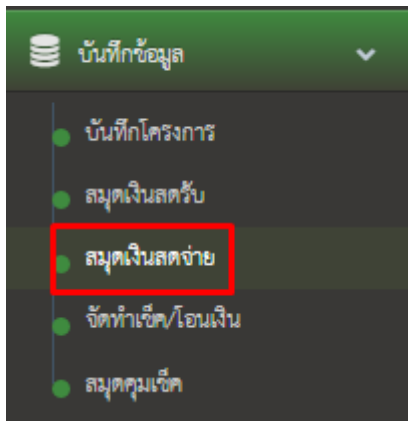 บันทึกข้อมูล
บันทึกโครงการ
สมุดเงินสดรับ
สมุดเงินสดจ่าย
จัดทำเช็ค/โอนเงิน
สมุดคุมเช็ค